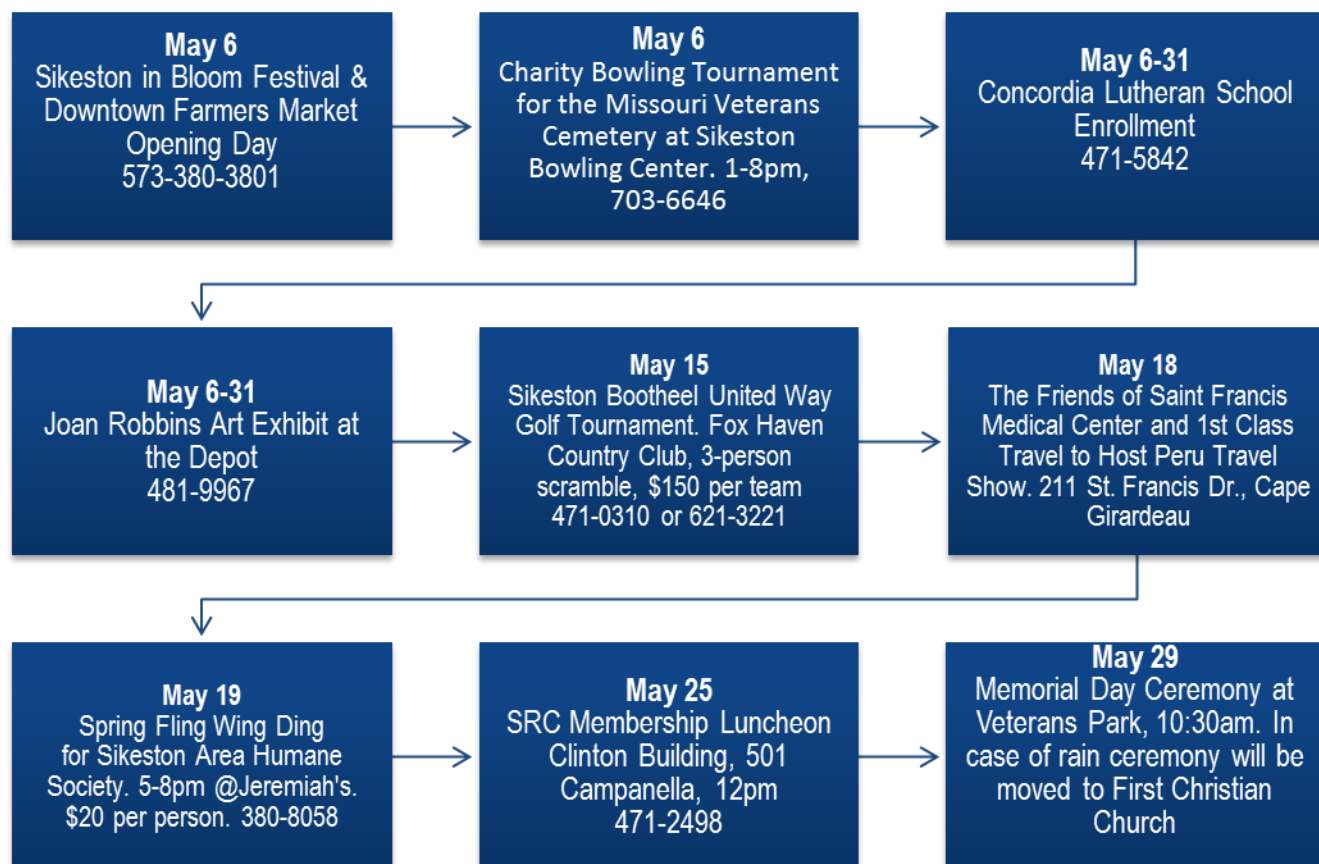 May 6
Sikeston in Bloom Festival &
Downtown Farmers Market
Opening Day
573-380-3801
May 6
Charity Bowling Tournament
for the Missouri Veterans
Cemetery at Sikeston
Bowling Center. 1-8pm,
703-6646
May 6-31
Concordia Lutheran School
Enrollment
471-5842
May 6-31
Joan Robbins Art Exhibit at
the Depot
481-9967
May 15
Sikeston Bootheel United Way
Golf Tournament. Fox Haven
Country Club, 3-person
scramble, $150 per team
471-0310 or 621-3221
May 18
The Friends of Saint Francis
Medical Center and 1st Class
Travel to Host Peru Travel
Show. 211 St. Francis Dr., Cape
Girardeau
May 19
Spring Fling Wing Ding
for Sikeston Area Humane
Society. 5-8pm @Jeremiah's.
$20 per person. 380-8058
May 25
SRC Membership Luncheon
Clinton Building, 501
Campanella, 12pm
471-2498
May 29
Memorial Day Ceremony at
Veterans Park, 10:30am. In
case of rain ceremony will be
moved to First Christian
Church